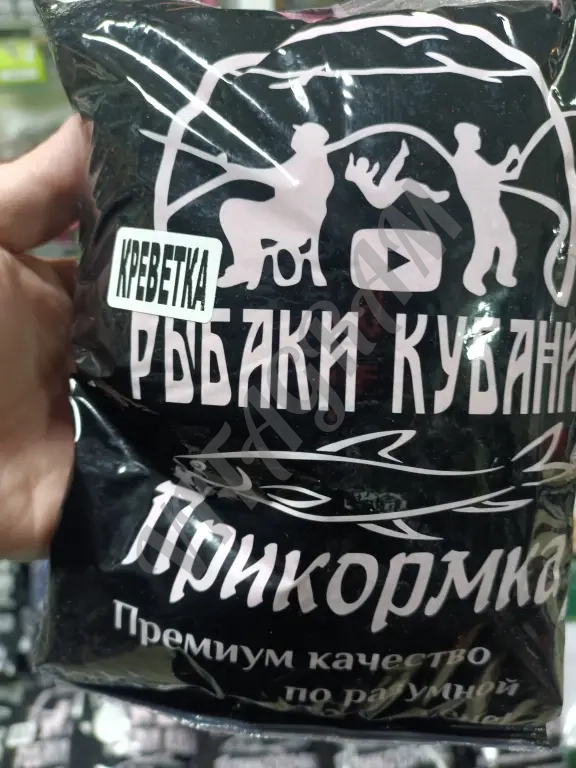 КРЕВЕТКА
РЫБАКИ КУБАНИ
Прикормка
Премиум качество
по разумной